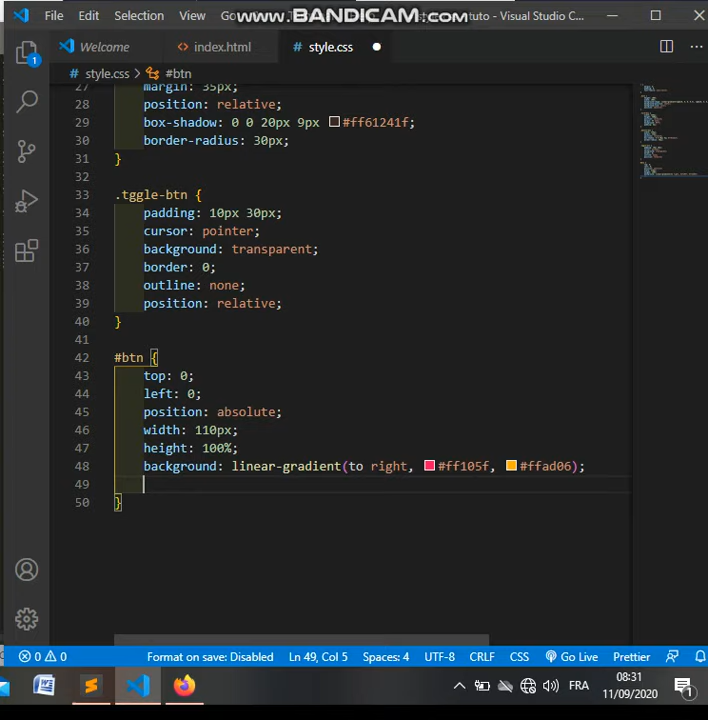 File Edit Selection View Go www.BANDICAM.com tuto - Visual Studio C...
Welcome index.html # style.css
# style.css > #btn
27 margin: 35px;
28 position: relative;
29 box-shadow: 0 0 20px 9px #ff61241f;
30 border-radius: 30px;
31 }
32
33 .tggle-btn {
34 padding: 10px 30px;
35 cursor: pointer;
36 background: transparent;
37 border: 0;
38 outline: none;
39 position: relative;
40 }
41
42 #btn {
43 top: 0;
44 left: 0;
45 position: absolute;
46 width: 110px;
47 height: 100%;
48 background: linear-gradient(to right, #ff105f, #ffad06);
49
50 }
0 0 Format on save: Disabled Ln 49, Col 5 Spaces: 4 UTF-8 CRLF CSS Go Live Prettier
FRA 08:31
11/09/2020
1
1